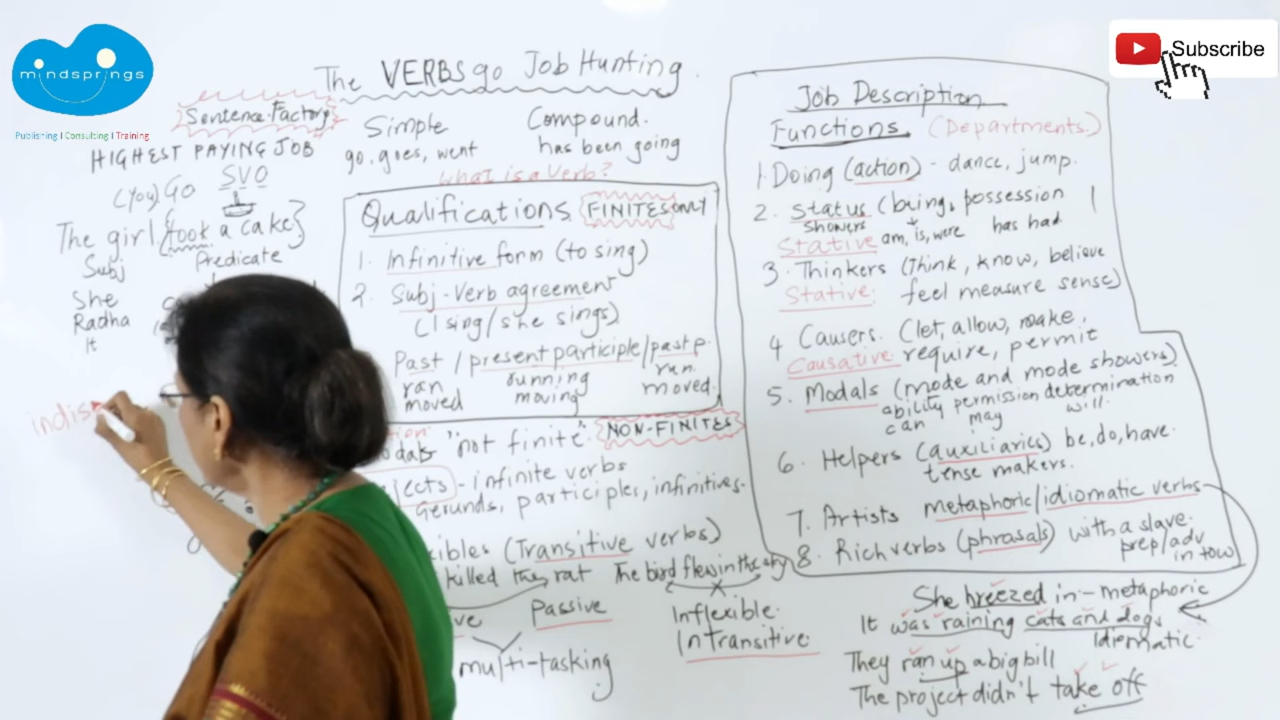 mindsprings
Publishing | Consulting | Training
Subscribe
The VERBS go Job Hunting
Sentence Factory
HIGHEST PAYING JOB
(You) Go SVO
The girl {took a cake}
Subj Predicate
She
Radha
It
indis
Simple Compound.
go, goes, went has been going
What is a Verb?
Qualifications FINITES ONLY
1. Infinitive form (to sing)
2. Subj-Verb agreement
(I sing/she sings)
Past / present participle/past p.
ran running run
moved moving moved.
"not finite" NON-FINITES
- infinite verbs
Gerunds, participles, infinitives.
(Transitive verbs)
killed the rat The bird flew in the sky
Passive Inflexible.
Intransitive
multi-tasking
Job Description
Functions. (Departments.)
1. Doing (action) - dance, jump.
2. Status (being, possession
showers am, is, were has had
Stative
3. Thinkers (Think, know, believe
Stative: feel measure sense)
4 Causers. (let, allow, make,
Causative require, permit
5. Modals (mode and mode showers)
ability permission determination
can may will.
6. Helpers (auxiliaries) be, do, have.
tense makers.
7. Artists metaphoric/idiomatic verbs
8. Rich verbs (phrasals) with a slave.
prep/adv
in tow
She breezed in - metaphoric
It was raining cats and dogs
Idiomatic.
They ran up a big bill
The project didn't take off